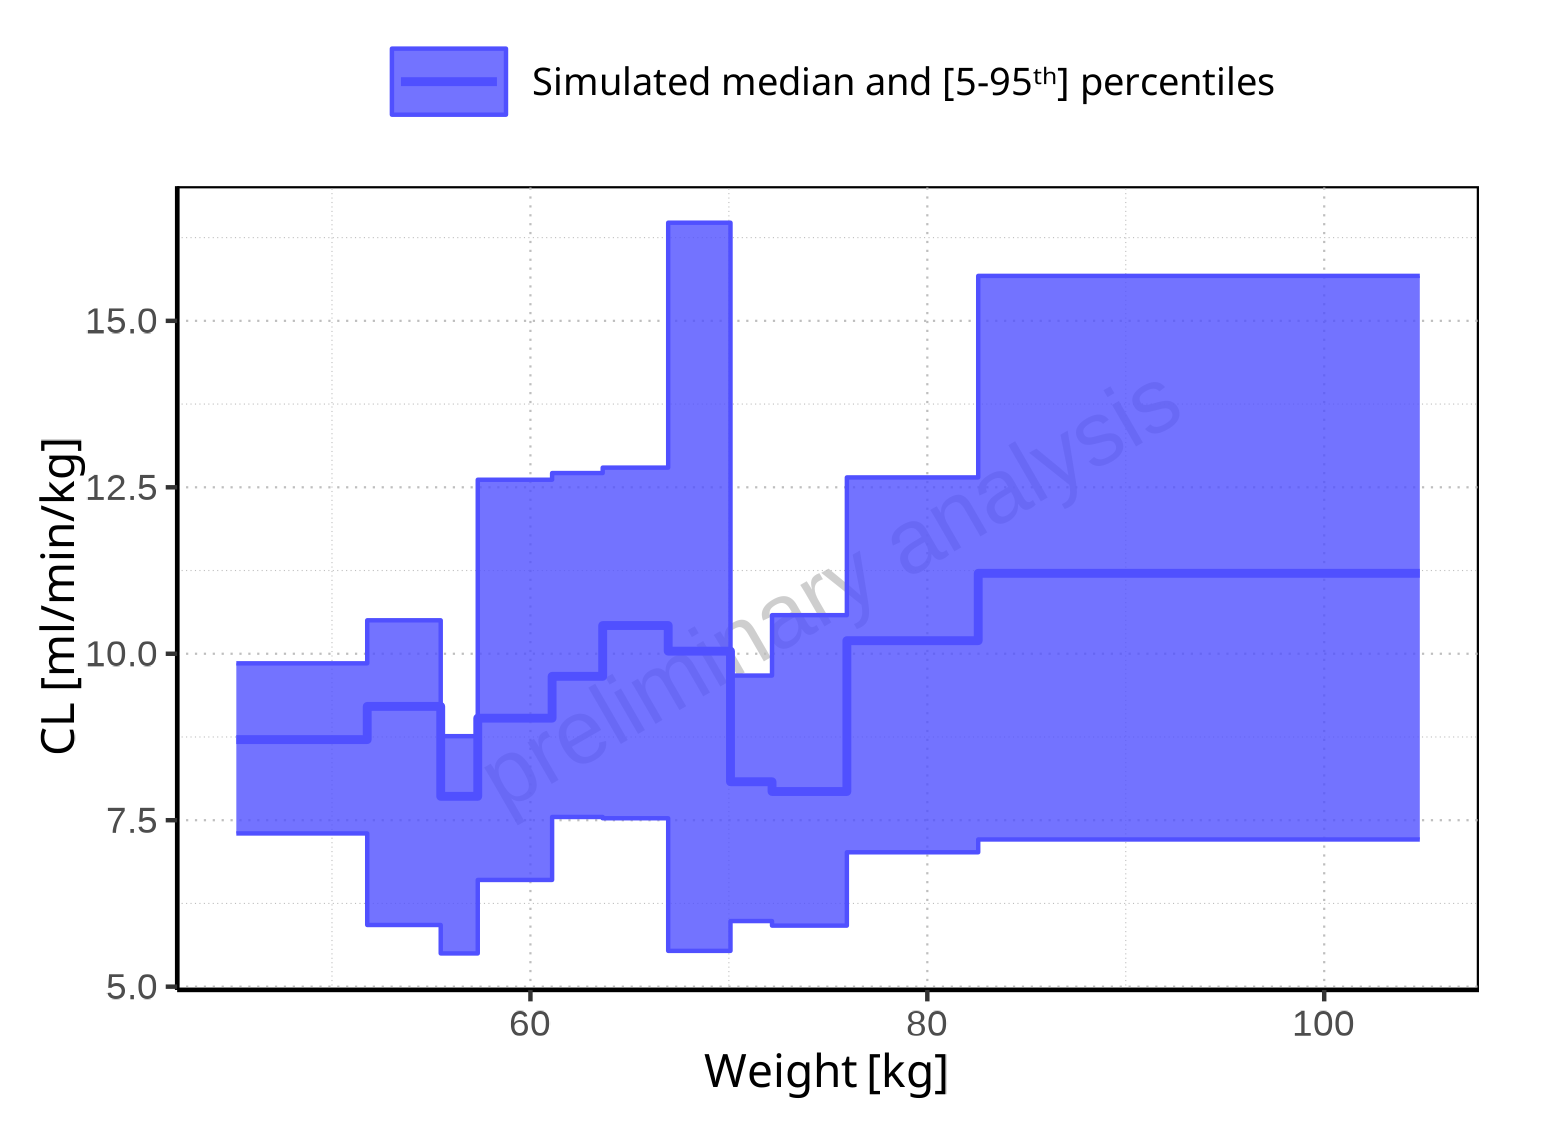 Simulated median and [5-95ᵗʰ] percentiles
CL [ml/min/kg]
15.0
12.5
10.0
7.5
5.0
preliminary analysis
60 80 100
Weight [kg]